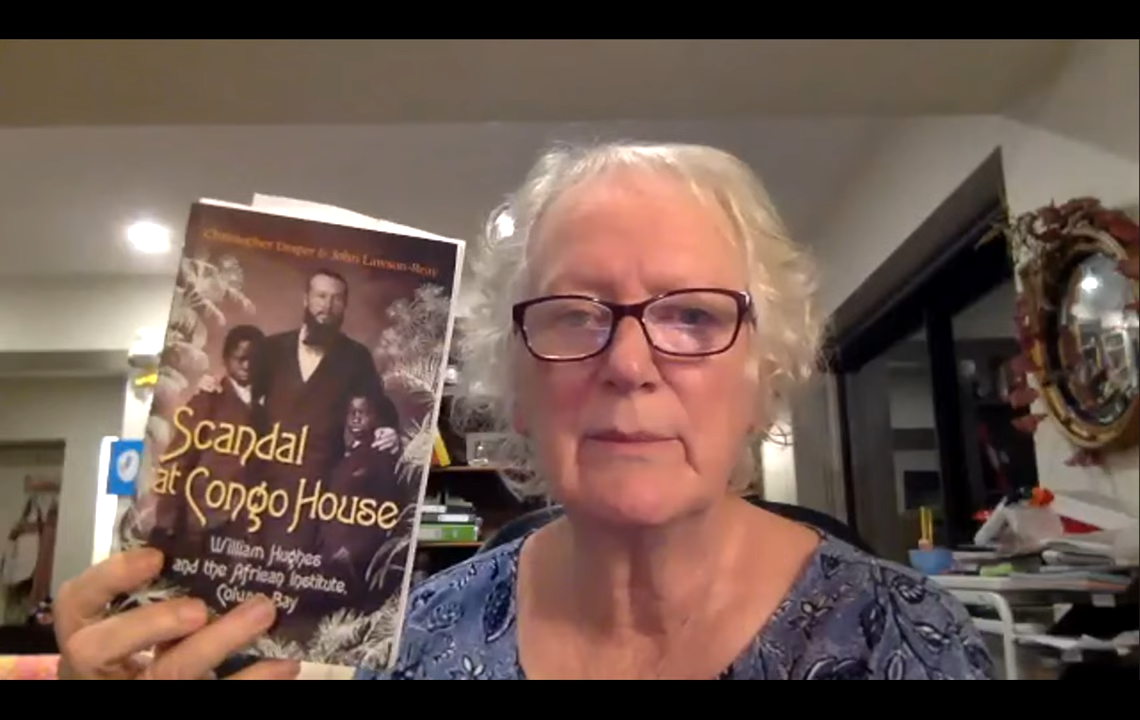 Christopher Draper & John Lawson-Reay
Scandal
at Congo House
William Hughes
and the African Institute,
Colwyn Bay